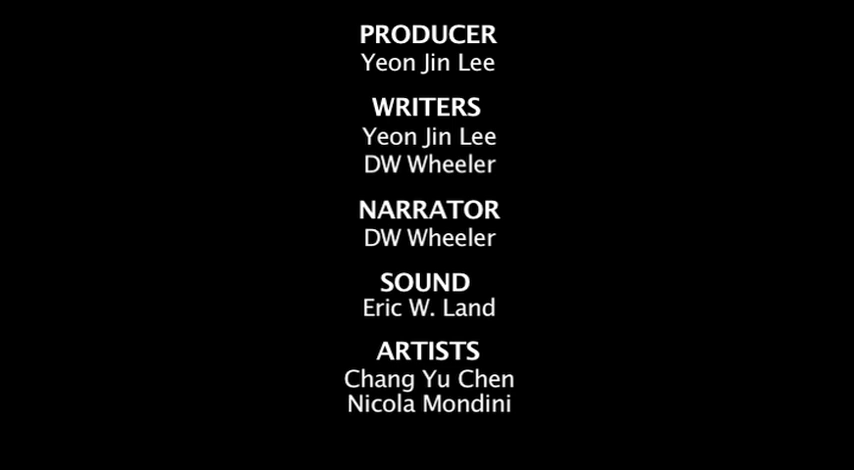 PRODUCER
Yeon Jin Lee
WRITERS
Yeon Jin Lee
DW Wheeler
NARRATOR
DW Wheeler
SOUND
Eric W. Land
ARTISTS
Chang Yu Chen
Nicola Mondini